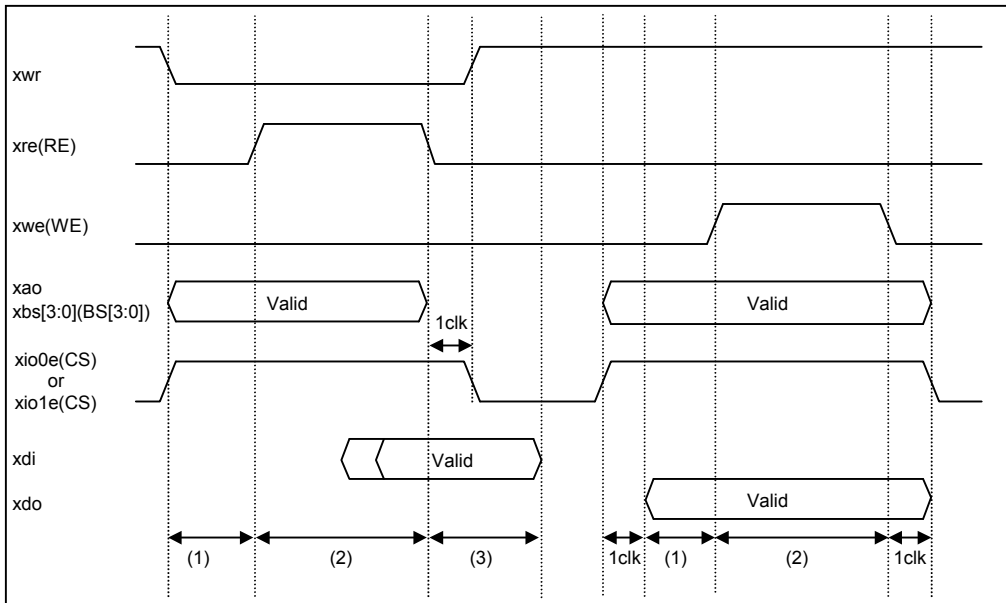 xwr
xre(RE)
xwe(WE)
xao
xbs[3:0](BS[3:0])
Valid
Valid
1clk
xio0e(CS)
or
xio1e(CS)
xdi
Valid
xdo
Valid
(1)
(2)
(3)
1clk
(1)
(2)
1clk